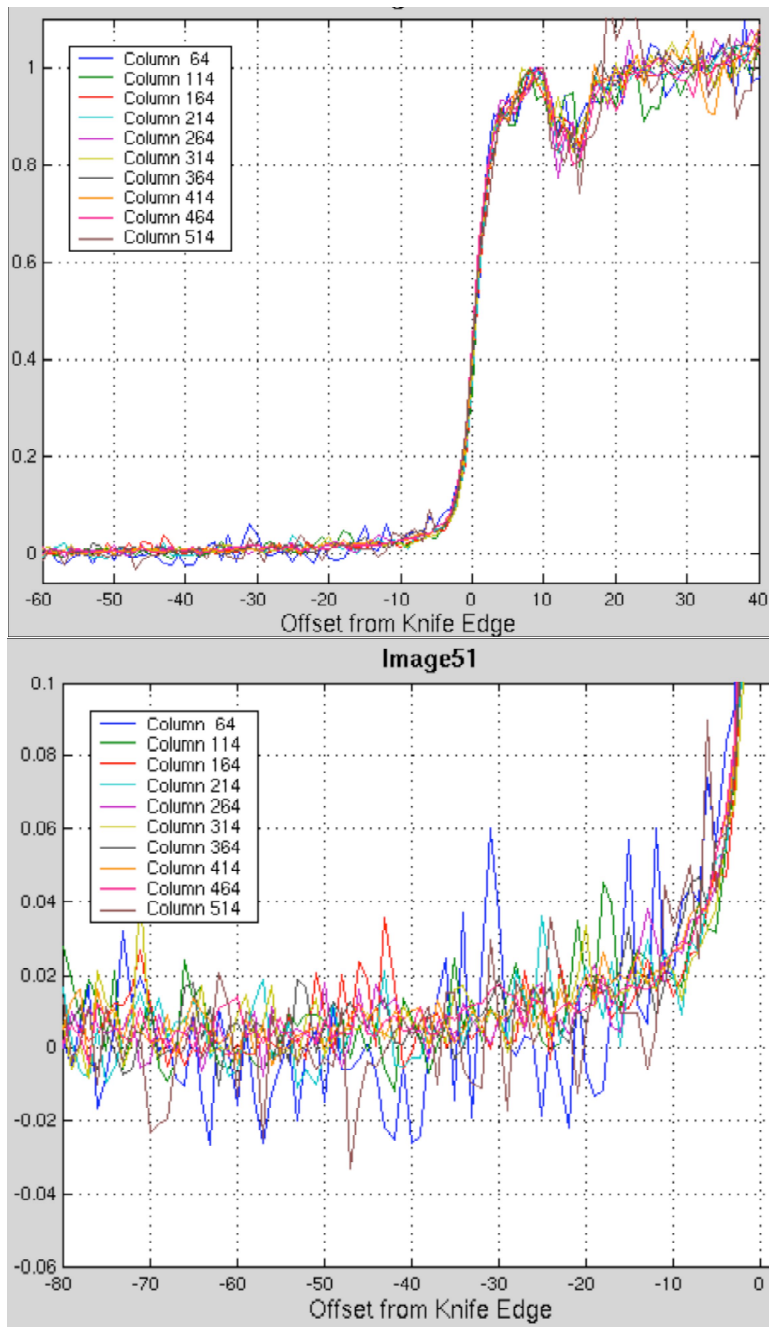 Column 64
Column 114
Column 164
Column 214
Column 264
Column 314
Column 364
Column 414
Column 464
Column 514
1
0.8
0.6
0.4
0.2
0
-60 -50 -40 -30 -20 -10 0 10 20 30 40
Offset from Knife Edge
Image51
0.1
0.08
0.06
0.04
0.02
0
-0.02
-0.04
-0.06
Column 64
Column 114
Column 164
Column 214
Column 264
Column 314
Column 364
Column 414
Column 464
Column 514
-80 -70 -60 -50 -40 -30 -20 -10 0
Offset from Knife Edge